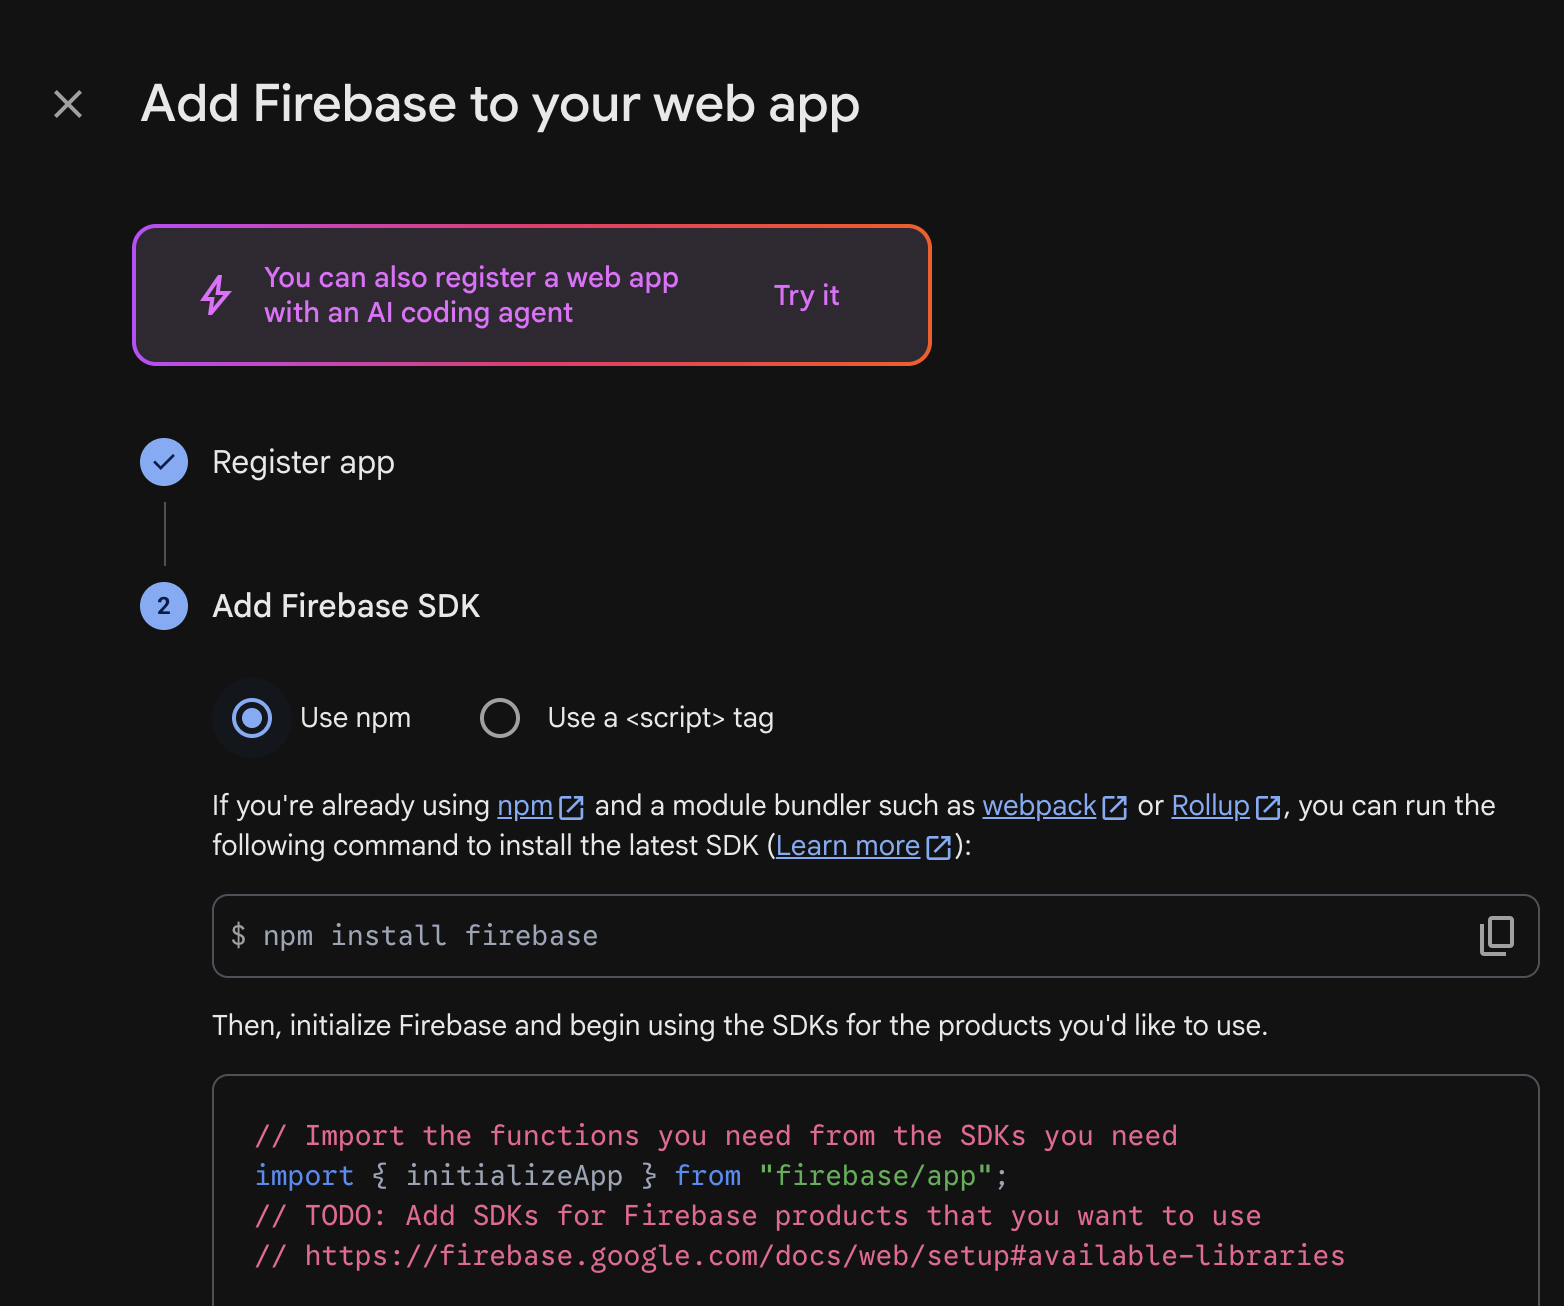 Add Firebase to your web app
You can also register a web app
with an AI coding agent
Try it
Register app
2
Add Firebase SDK
Use npm
Use a <script> tag
If you're already using npm and a module bundler such as webpack or Rollup, you can run the
following command to install the latest SDK (Learn more):
$ npm install firebase
Then, initialize Firebase and begin using the SDKs for the products you'd like to use.
// Import the functions you need from the SDKs you need
import { initializeApp } from "firebase/app";
// TODO: Add SDKs for Firebase products that you want to use
// https://firebase.google.com/docs/web/setup#available-libraries